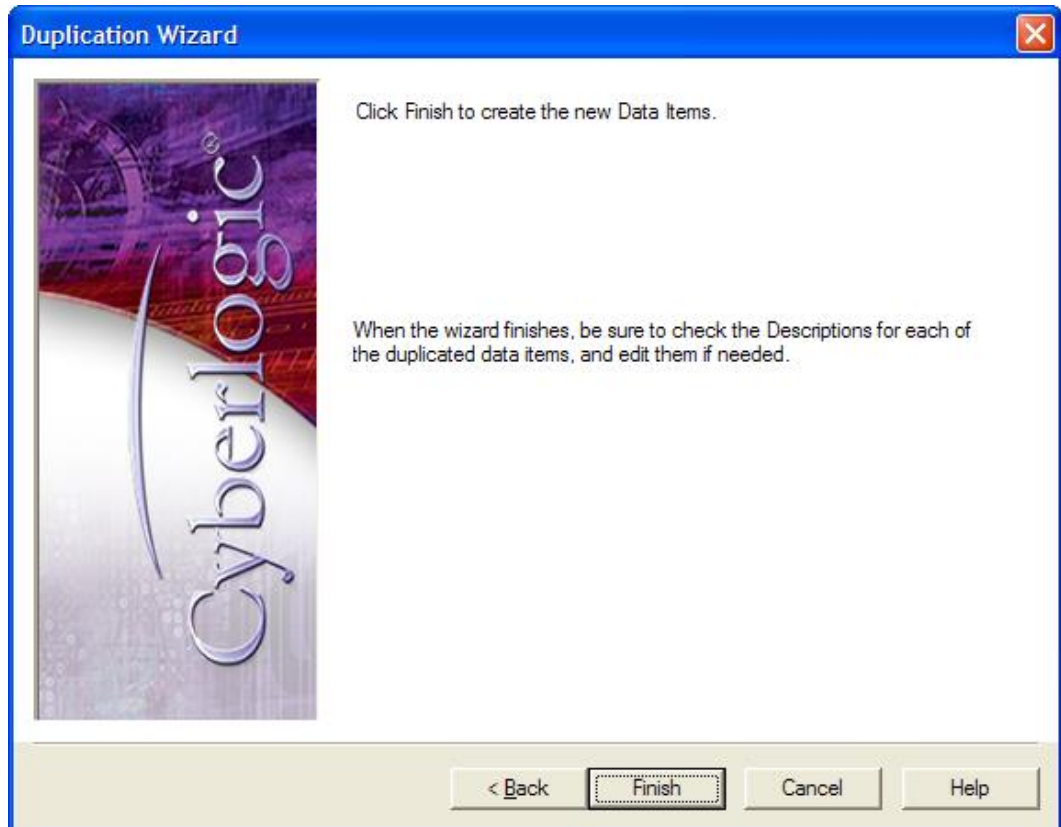 Duplication Wizard
Cyberlogic®
Click Finish to create the new Data Items.
When the wizard finishes, be sure to check the Descriptions for each of
the duplicated data items, and edit them if needed.
< Back
Finish
Cancel
Help